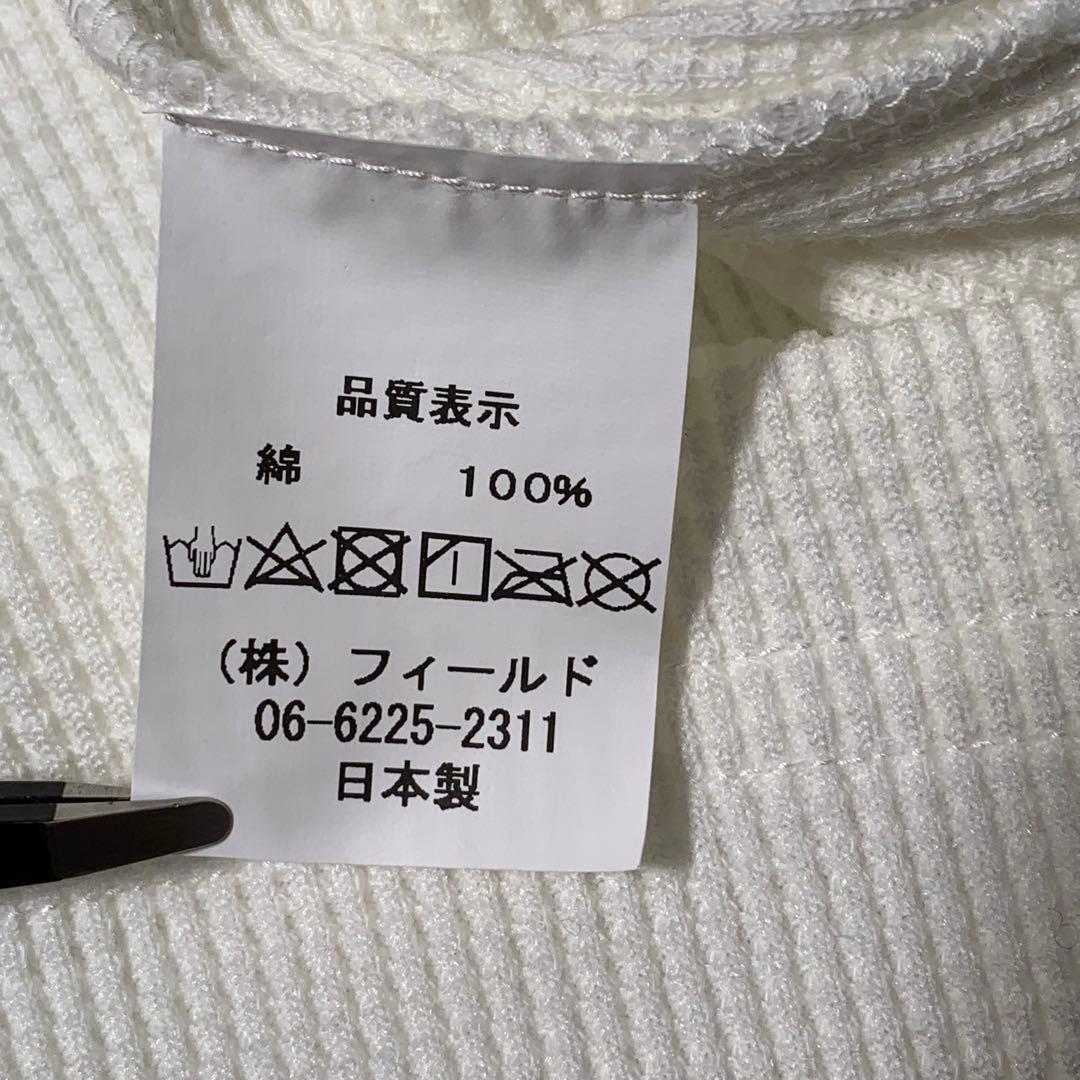 品質表示
綿 100%
（株）フィールド
06-6225-2311
日本製